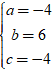 a = −4
b = 6
c = −4